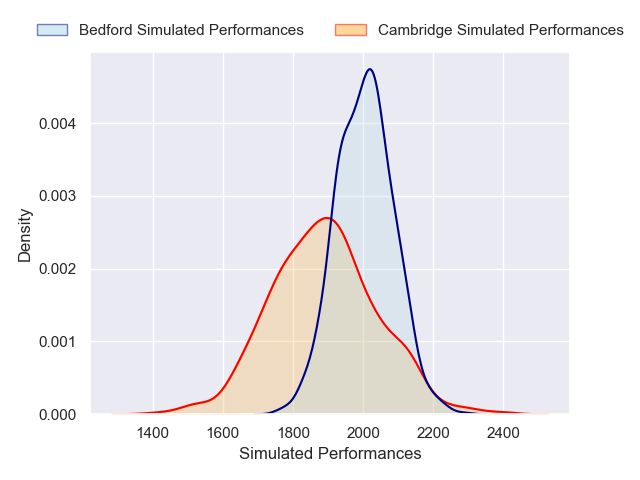 Bedford Simulated Performances Cambridge Simulated Performances
0.004
0.003
0.002
0.001
0.000
Density
1400 1600 1800 2000 2200 2400
Simulated Performances